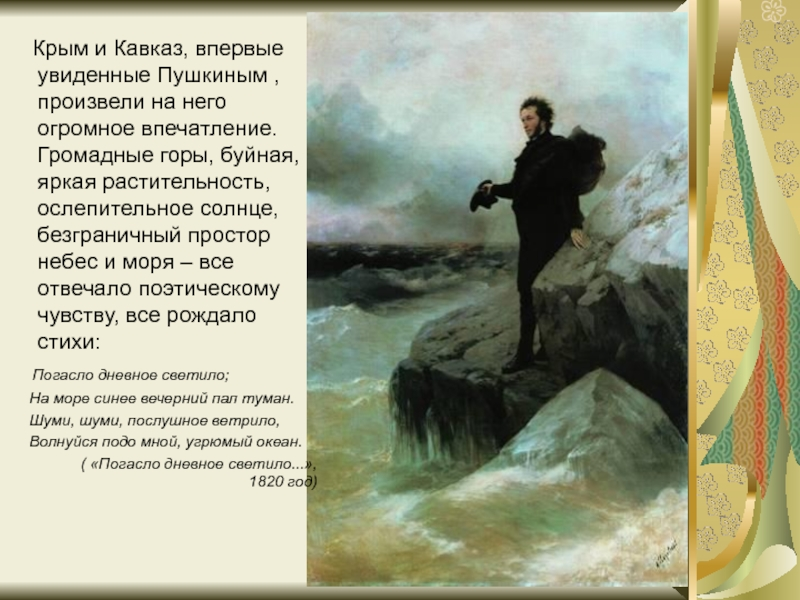 Крым и Кавказ, впервые
увиденные Пушкиным ,
произвели на него
огромное впечатление.
Громадные горы, буйная,
яркая растительность,
ослепительное солнце,
безграничный простор
небес и моря – все
отвечало поэтическому
чувству, все рождало
стихи:
Погасло дневное светило;
На море синее вечерний пал туман.
Шуми, шуми, послушное ветрило,
Волнуйся подо мной, угрюмый океан.
( «Погасло дневное светило...»,
1820 год)